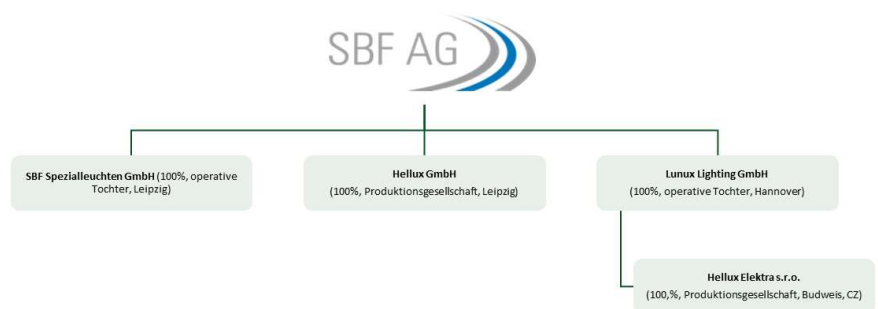 SBF AG
SBF Spezialleuchten GmbH (100%, operative
Tochter, Leipzig)
Hellux GmbH
(100%, Produktionsgesellschaft, Leipzig)
Lunux Lighting GmbH
(100%, operative Tochter, Hannover)
Hellux Elektra s.r.o.
(100,%, Produktionsgesellschaft, Budweis, CZ)